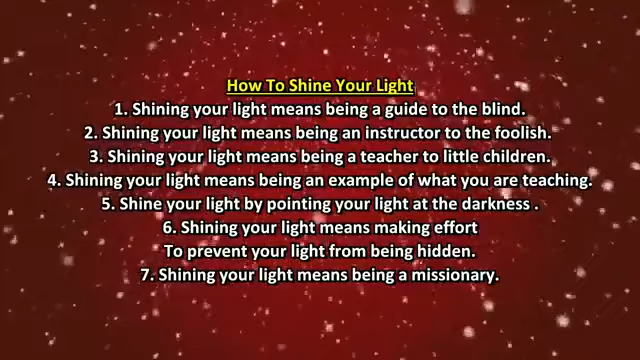 How To Shine Your Light
1. Shining your light means being a guide to the blind.
2. Shining your light means being an instructor to the foolish.
3. Shining your light means being a teacher to little children.
4. Shining your light means being an example of what you are teaching.
5. Shine your light by pointing your light at the darkness .
6. Shining your light means making effort
To prevent your light from being hidden.
7. Shining your light means being a missionary.